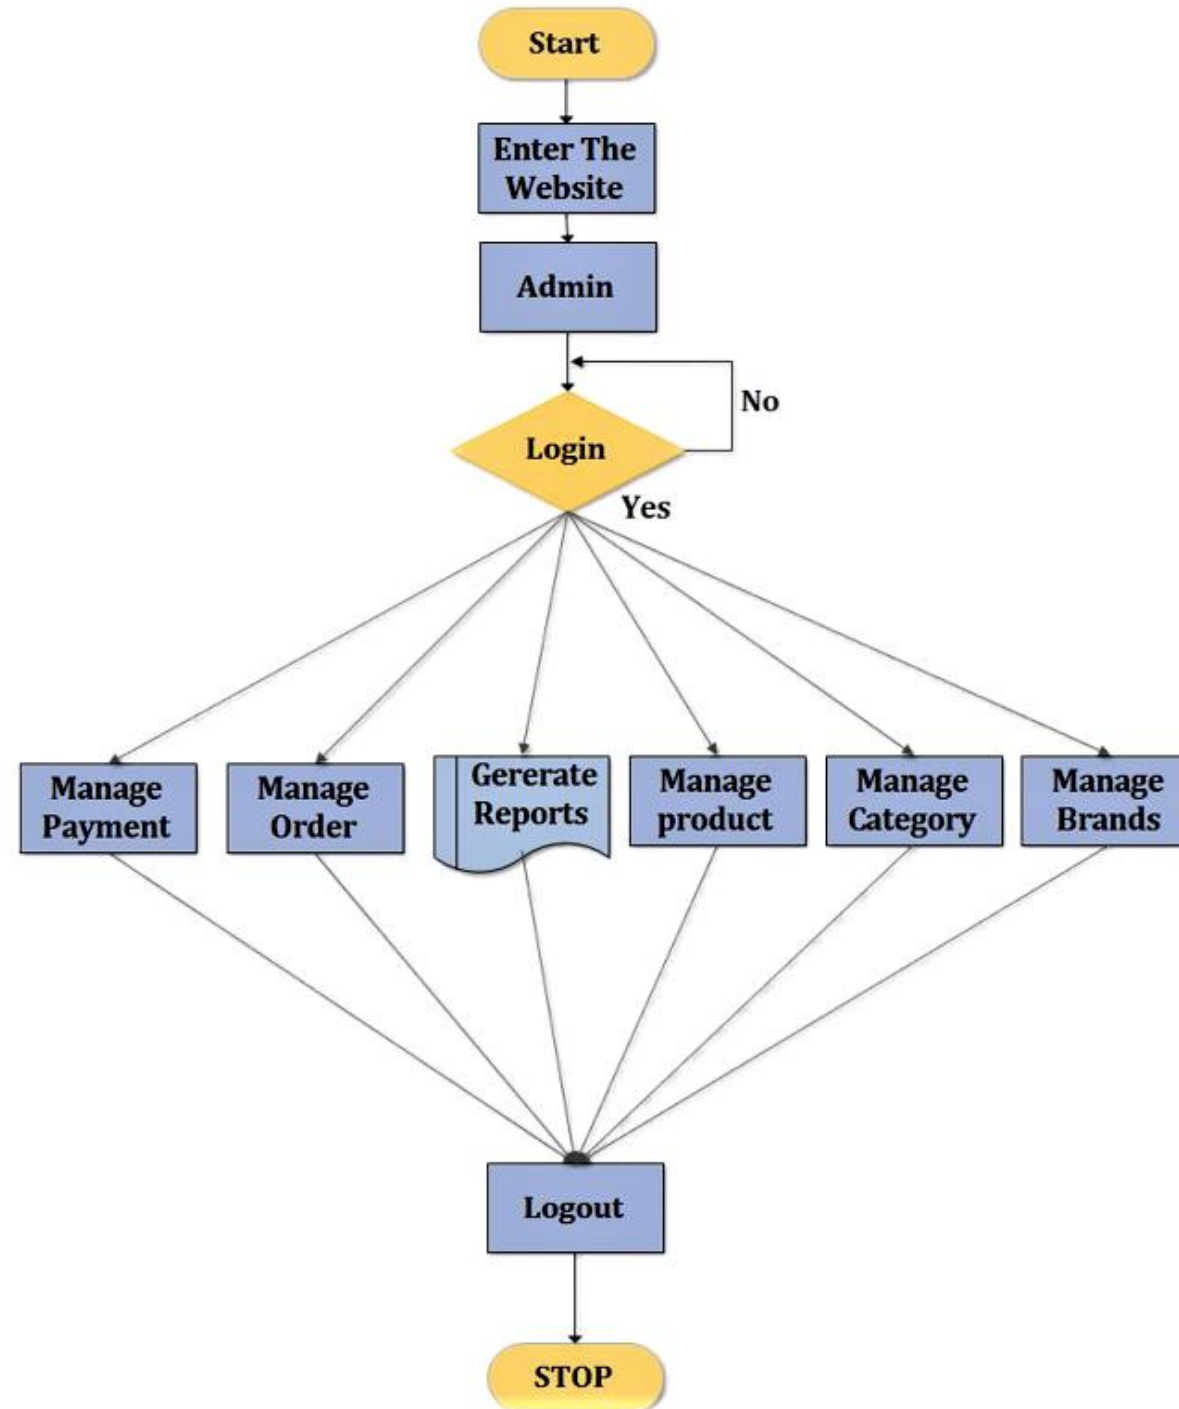 Start
Enter The
Website
Admin
No
Login
Yes
Manage
Payment
Manage
Order
Gererate
Reports
Manage
product
Manage
Category
Manage
Brands
Logout
STOP